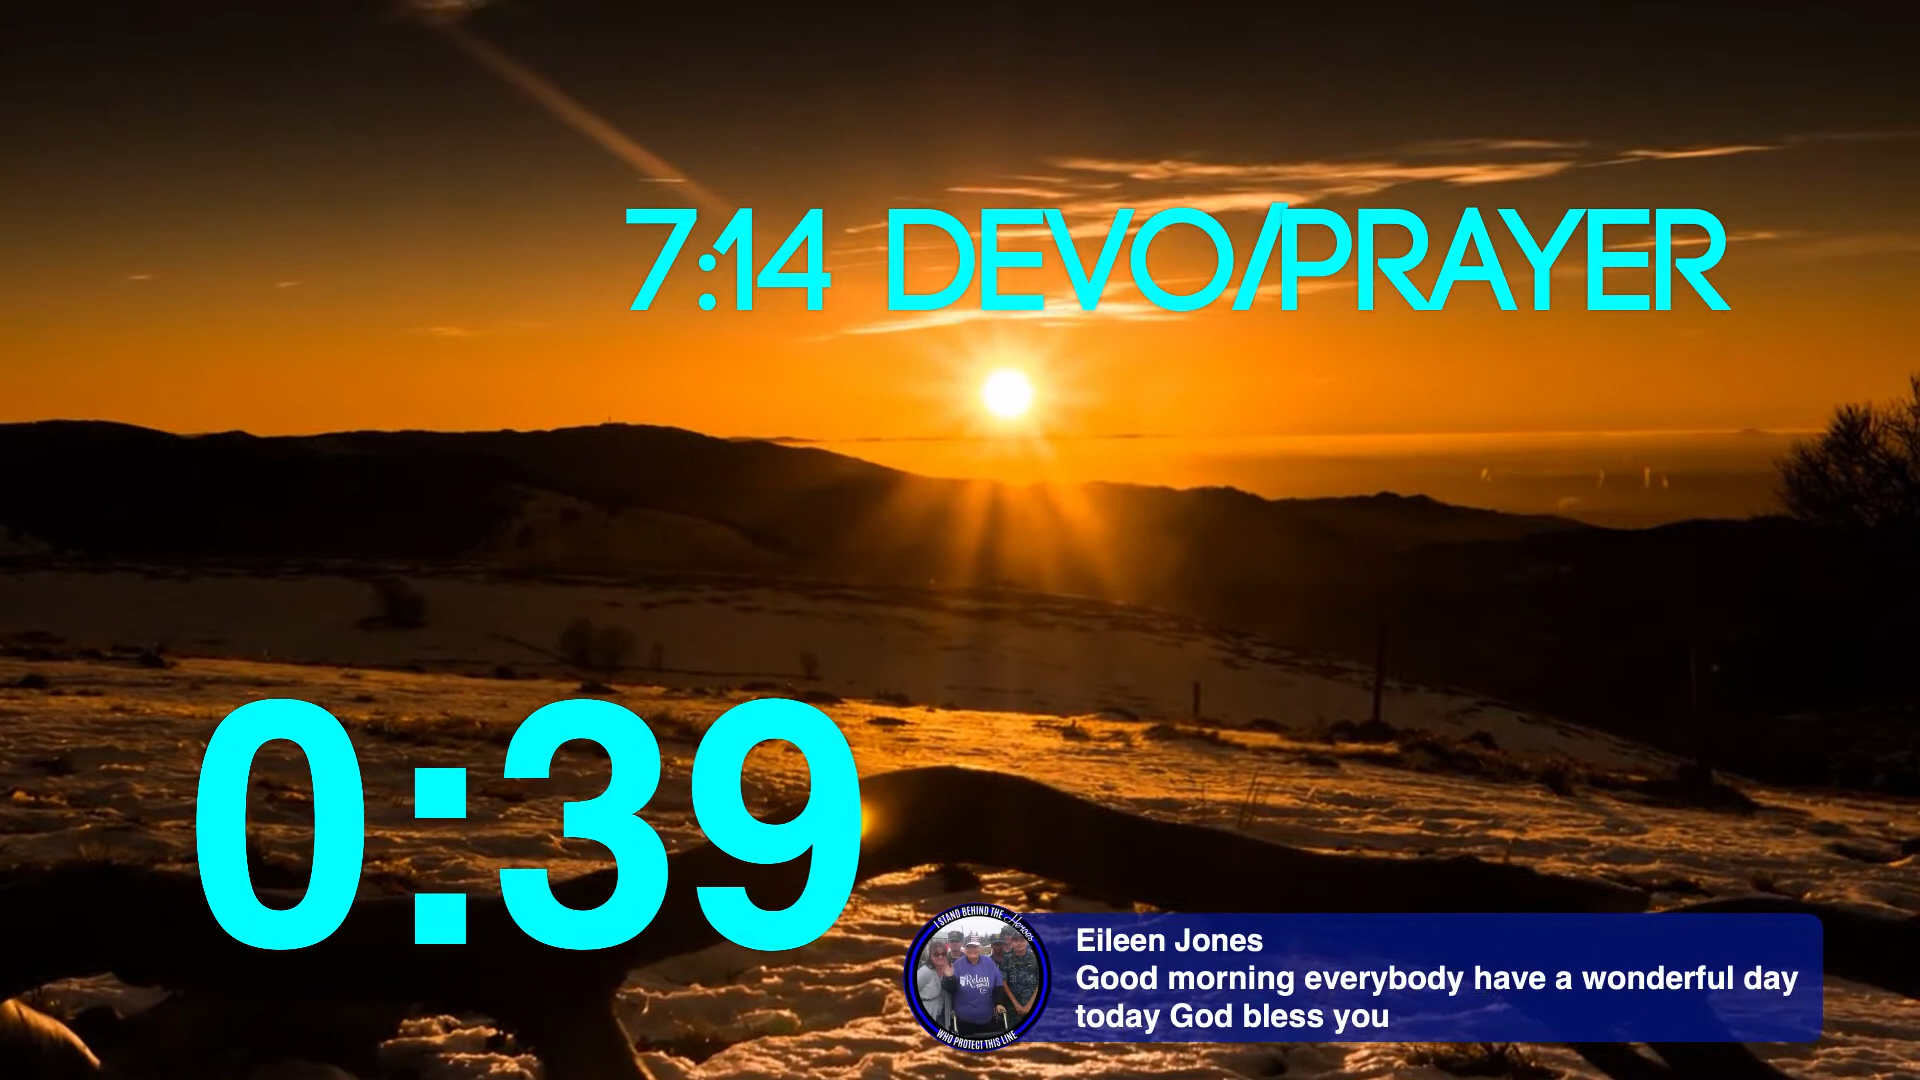 7:14 DEVO/PRAYER
0:39
I STAND BEHIND THE Heroes
WHO PROTECT THIS LINE
Relay
Eileen Jones
Good morning everybody have a wonderful day
today God bless you